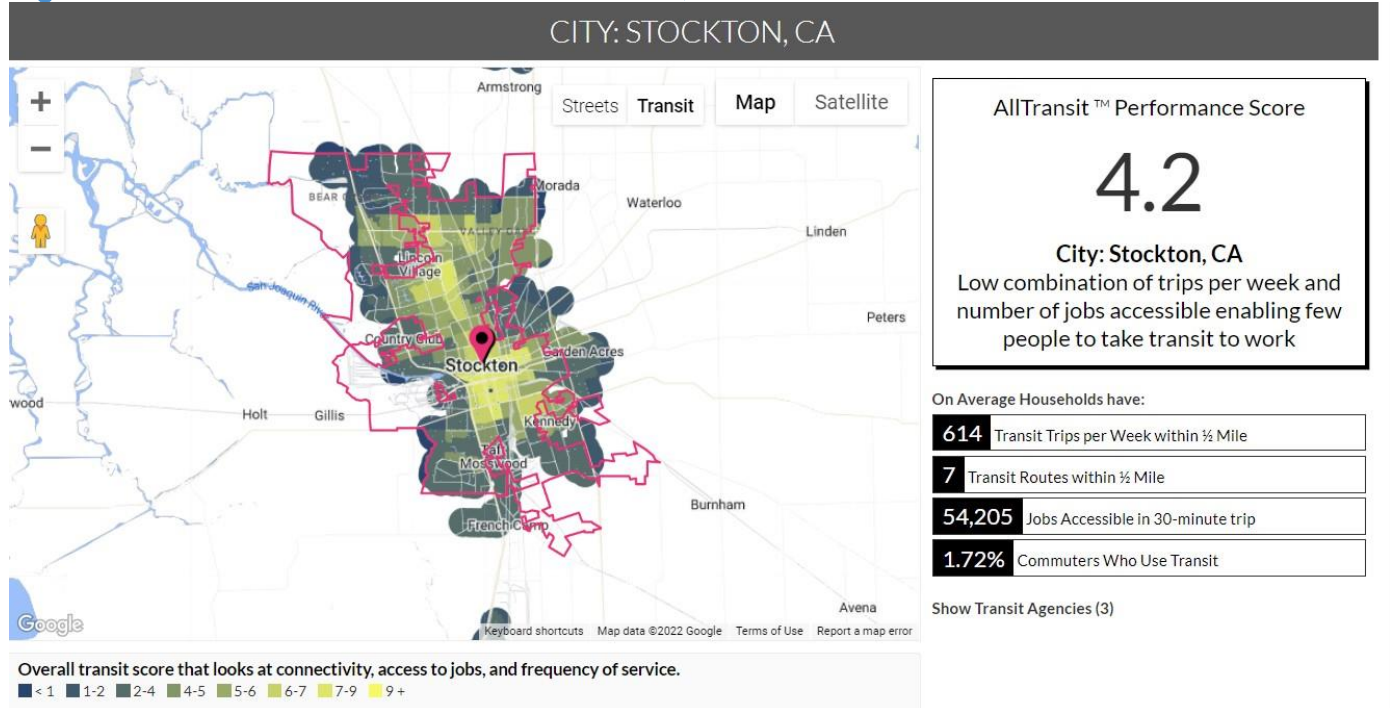 CITY: STOCKTON, CA
Armstrong
Streets Transit Map Satellite
Morada
BEAR
Waterloo
VALLEY OAK
Linden
Lincoln
Village
San Joaquin River
Peters
Country Club
Garden Acres
Stockton
wood
Holt
Gillis
Kennedy
Taft
Mosswood
Burnham
French Camp
Avena
Google
Keyboard shortcuts Map data ©2022 Google Terms of Use Report a map error
Overall transit score that looks at connectivity, access to jobs, and frequency of service.
< 1 1-2 2-4 4-5 5-6 6-7 7-9 9 +
AllTransit ™ Performance Score
4.2
City: Stockton, CA
Low combination of trips per week and
number of jobs accessible enabling few
people to take transit to work
On Average Households have:
614 Transit Trips per Week within ½ Mile
7 Transit Routes within ½ Mile
54,205 Jobs Accessible in 30-minute trip
1.72% Commuters Who Use Transit
Show Transit Agencies (3)